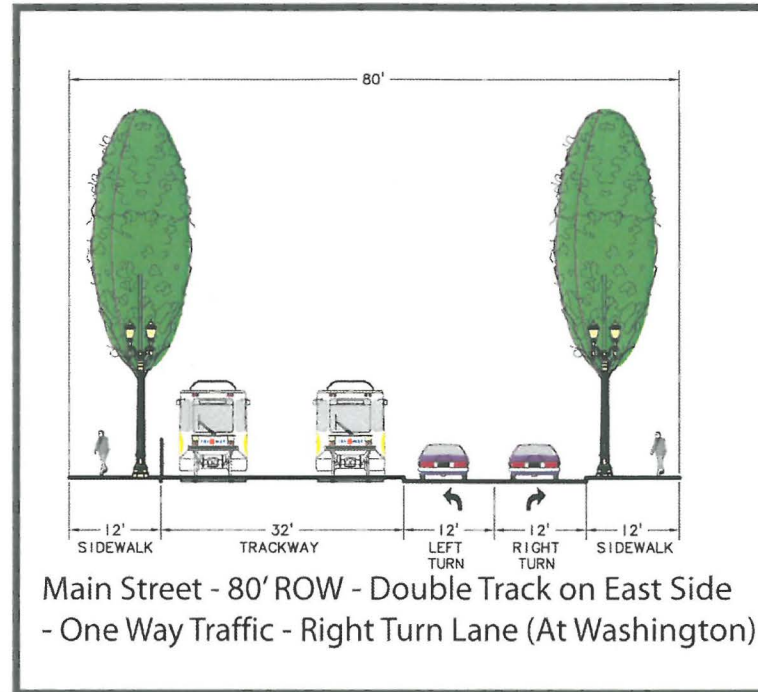 80'
12'
SIDEWALK
32'
TRACKWAY
12'
LEFT
TURN
12'
RIGHT
TURN
12'
SIDEWALK
Main Street - 80' ROW - Double Track on East Side
- One Way Traffic - Right Turn Lane (At Washington)